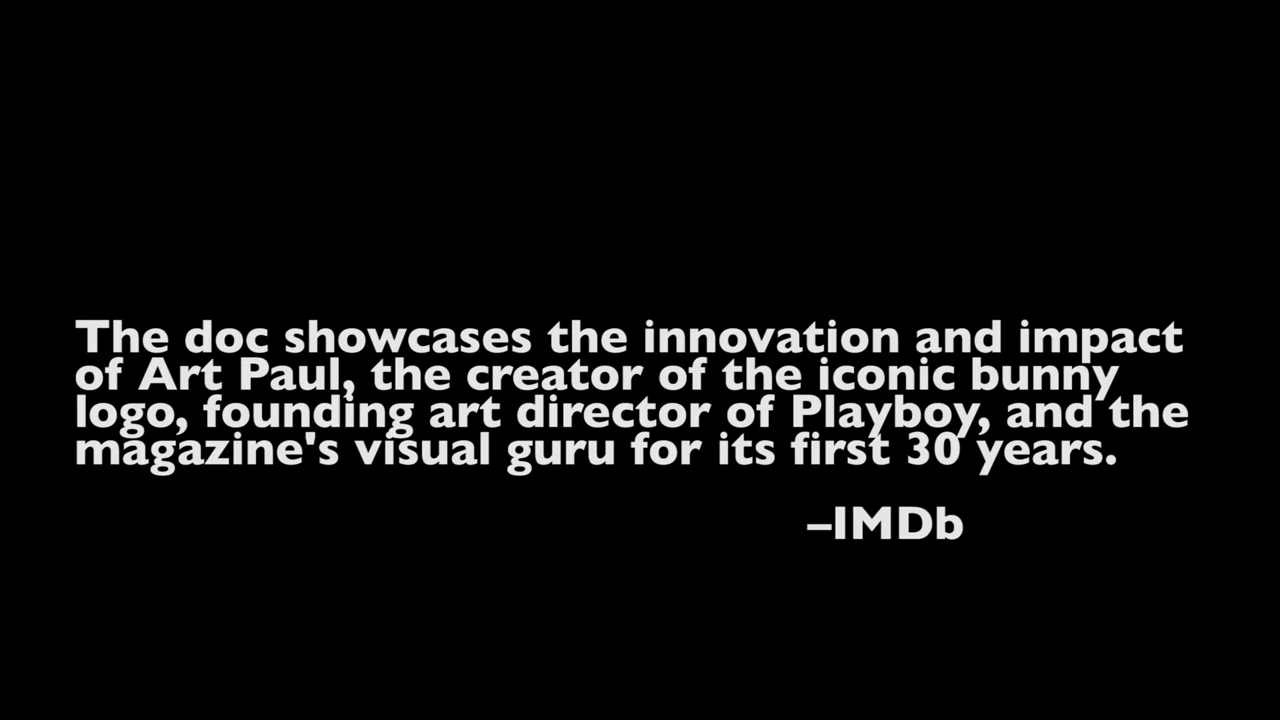 The doc showcases the innovation and impact
of Art Paul, the creator of the iconic bunny
logo, founding art director of Playboy, and the
magazine's visual guru for its first 30 years.
–IMDb